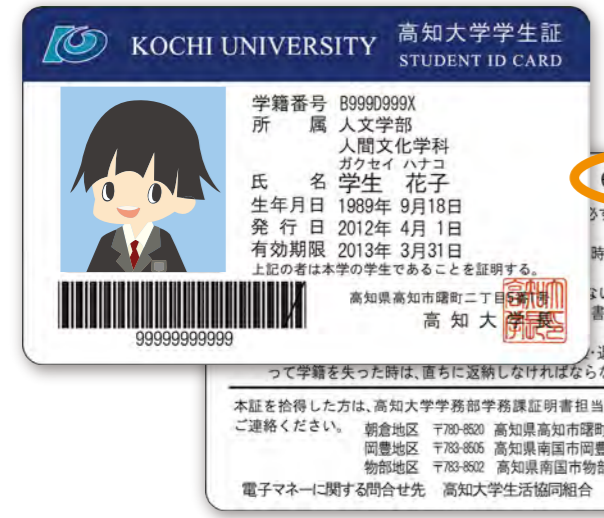 KOCHI UNIVERSITY
高知大学学生証
STUDENT ID CARD
学籍番号 B999D999X
所 属 人文学部
人間文化学科
ガクセイ ハナコ
氏 名 学生 花子
生年月日 1989年 9月18日
発 行 日 2012年 4月 1日
有効期限 2013年 3月31日
上記の者は本学の学生であることを証明する。
高知県高知市曙町二丁目5番1号
高 知 大 学 長
99999999999
って学籍を失った時は、直ちに返納しなければならな
本証を拾得した方は、高知大学学務部学務課証明書担当
ご連絡ください。 朝倉地区 〒780-8520 高知県高知市曙町
岡豊地区 〒783-8505 高知県南国市岡豊
物部地区 〒783-8502 高知県南国市物部
電子マネーに関する問合せ先 高知大学生活協同組合